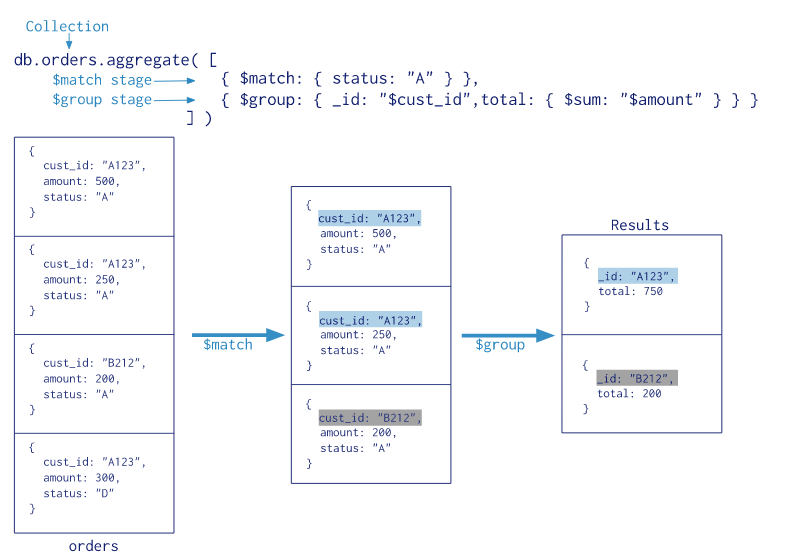 Collection
db.orders.aggregate( [
$match stage { $match: { status: "A" } },
$group stage { $group: { _id: "$cust_id",total: { $sum: "$amount" } } }
] )
{
cust_id: "A123",
amount: 500,
status: "A"
}
{
cust_id: "A123",
amount: 250,
status: "A"
}
{
cust_id: "B212",
amount: 200,
status: "A"
}
{
cust_id: "A123",
amount: 300,
status: "D"
}
orders
$match
{
cust_id: "A123",
amount: 500,
status: "A"
}
{
cust_id: "A123",
amount: 250,
status: "A"
}
{
cust_id: "B212",
amount: 200,
status: "A"
}
$group
Results
{
_id: "A123",
total: 750
}
{
_id: "B212",
total: 200
}